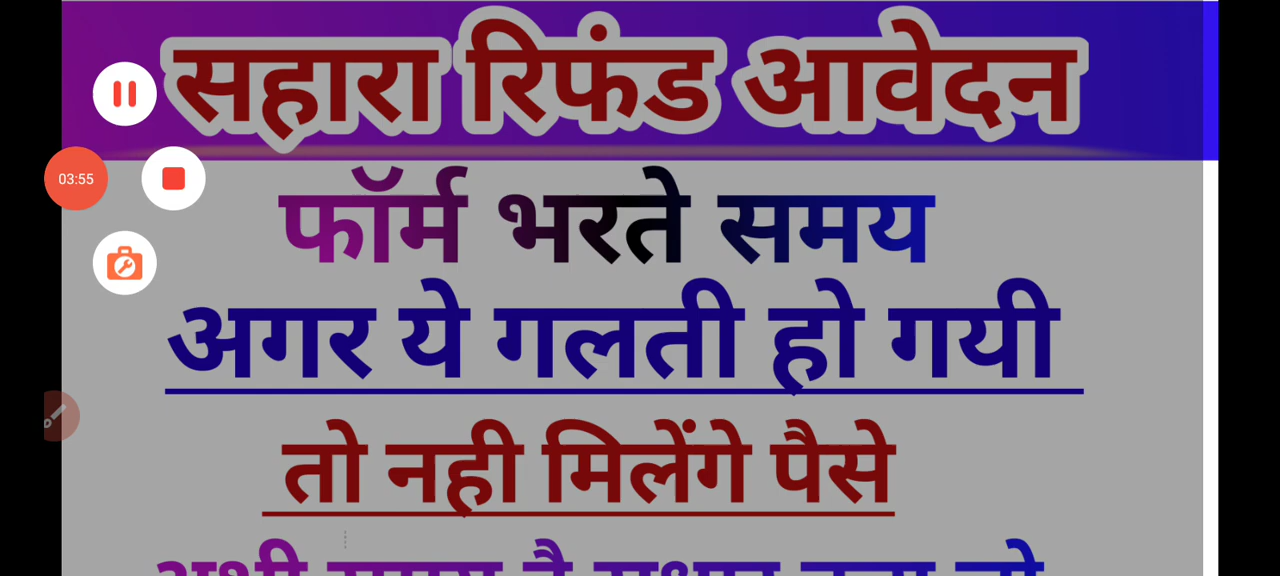 सहारा रिफंड आवेदन
03:55
फॉर्म भरते समय
अगर ये गलती हो गयी
तो नही मिलेंगे पैसे